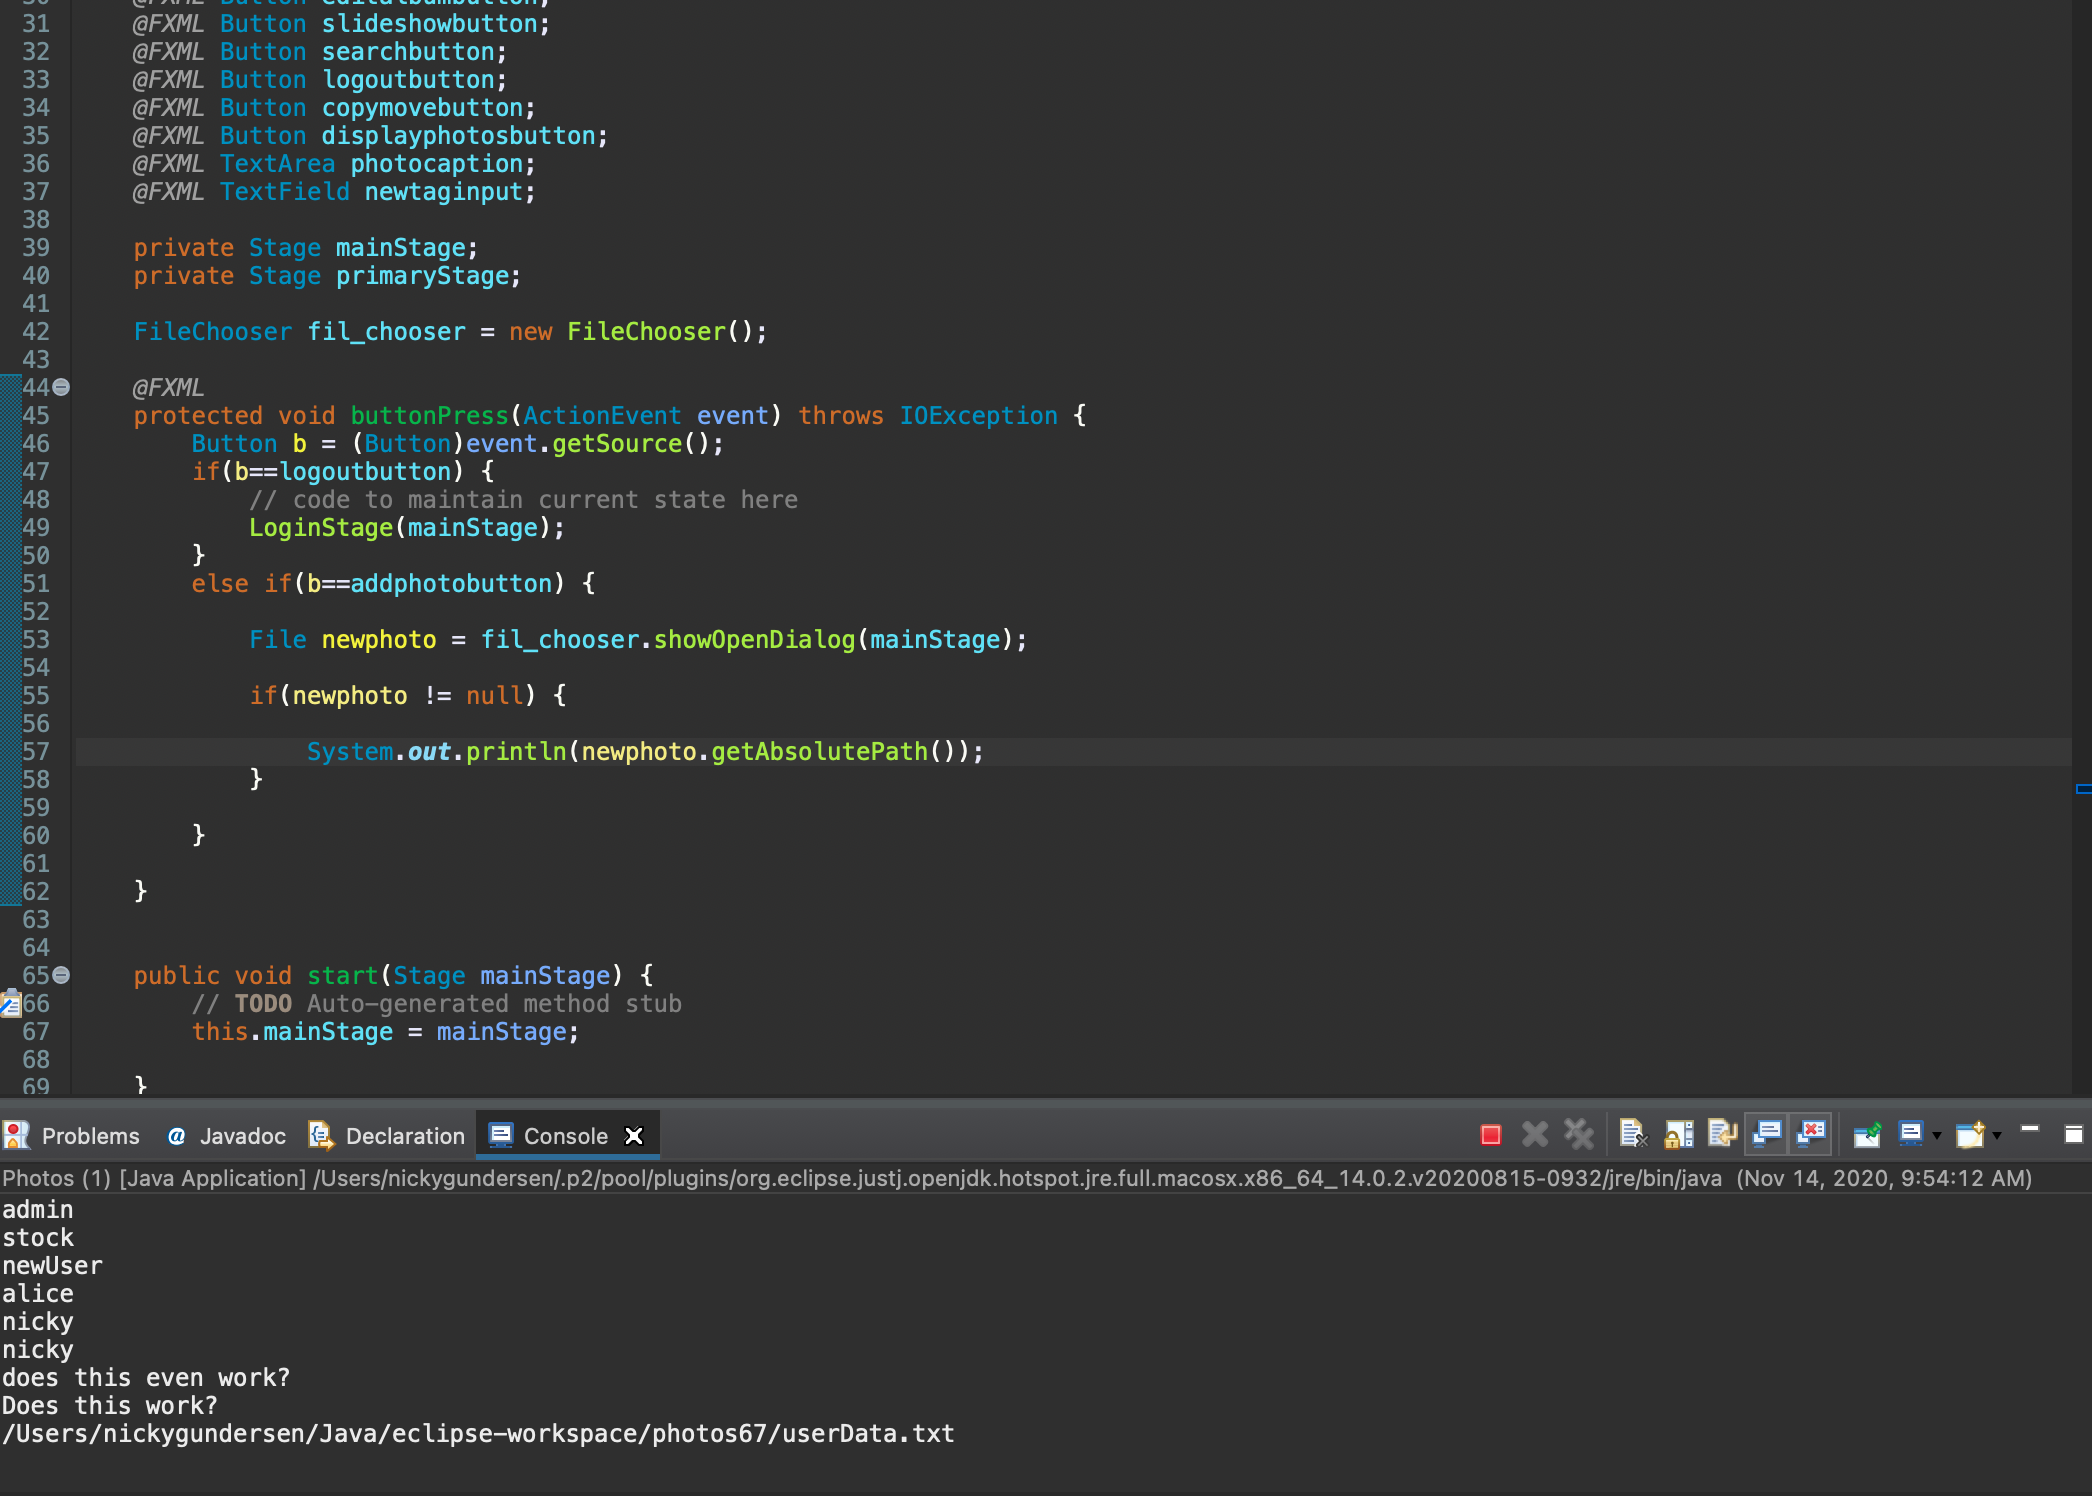 30 @FXML Button editalbumbutton;
31 @FXML Button slideshowbutton;
32 @FXML Button searchbutton;
33 @FXML Button logoutbutton;
34 @FXML Button copymovebutton;
35 @FXML Button displayphotosbutton;
36 @FXML TextArea photocaption;
37 @FXML TextField newtaginput;
38
39 private Stage mainStage;
40 private Stage primaryStage;
41
42 FileChooser fil_chooser = new FileChooser();
43
44 @FXML
45 protected void buttonPress(ActionEvent event) throws IOException {
46 Button b = (Button)event.getSource();
47 if(b==logoutbutton) {
48 // code to maintain current state here
49 LoginStage(mainStage);
50 }
51 else if(b==addphotobutton) {
52
53 File newphoto = fil_chooser.showOpenDialog(mainStage);
54
55 if(newphoto != null) {
56
57 System.out.println(newphoto.getAbsolutePath());
58 }
59
60 }
61
62 }
63
64
65 public void start(Stage mainStage) {
66 // TODO Auto-generated method stub
67 this.mainStage = mainStage;
68
69 }
Problems @ Javadoc Declaration Console
Photos (1) [Java Application] /Users/nickygundersen/.p2/pool/plugins/org.eclipse.justj.openjdk.hotspot.jre.full.macosx.x86_64_14.0.2.v20200815-0932/jre/bin/java (Nov 14, 2020, 9:54:12 AM)
admin
stock
newUser
alice
nicky
nicky
does this even work?
Does this work?
/Users/nickygundersen/Java/eclipse-workspace/photos67/userData.txt